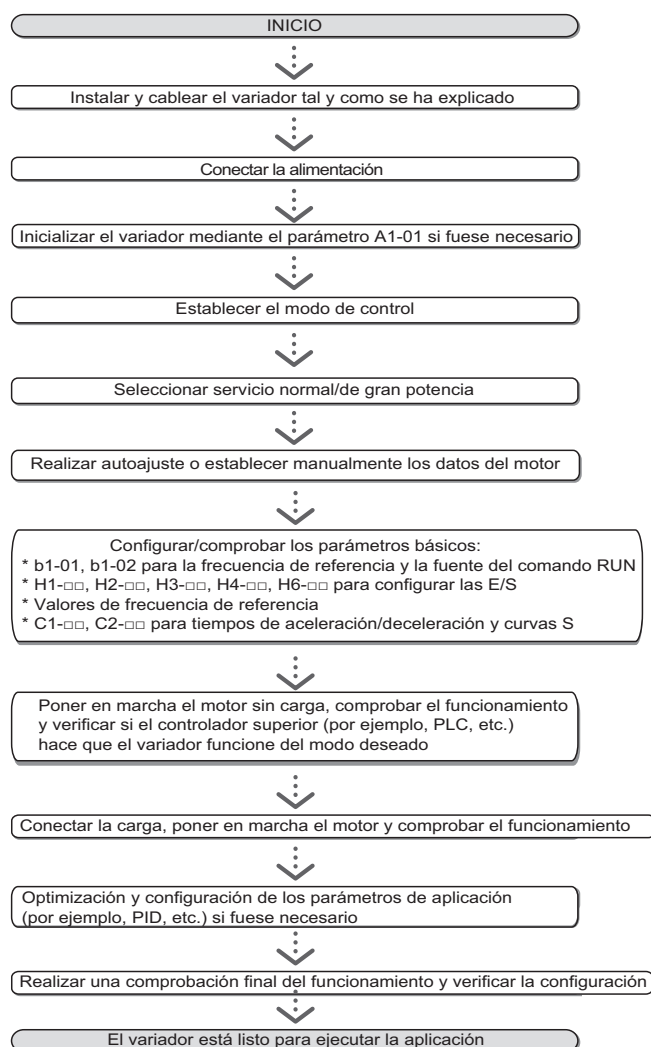 INICIO
Instalar y cablear el variador tal y como se ha explicado
Conectar la alimentación
Inicializar el variador mediante el parámetro A1-01 si fuese necesario
Establecer el modo de control
Seleccionar servicio normal/de gran potencia
Realizar autoajuste o establecer manualmente los datos del motor
Configurar/comprobar los parámetros básicos:
* b1-01, b1-02 para la frecuencia de referencia y la fuente del comando RUN
* H1-□□, H2-□□, H3-□□, H4-□□, H6-□□ para configurar las E/S
* Valores de frecuencia de referencia
* C1-□□, C2-□□ para tiempos de aceleración/deceleración y curvas S
Poner en marcha el motor sin carga, comprobar el funcionamiento
y verificar si el controlador superior (por ejemplo, PLC, etc.)
hace que el variador funcione del modo deseado
Conectar la carga, poner en marcha el motor y comprobar el funcionamiento
Optimización y configuración de los parámetros de aplicación
(por ejemplo, PID, etc.) si fuese necesario
Realizar una comprobación final del funcionamiento y verificar la configuración
El variador está listo para ejecutar la aplicación